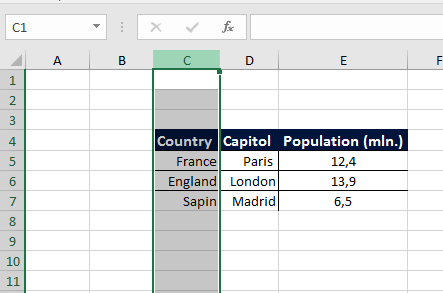 C1 fx
A B C D E F
1
2
3
4 Country Capitol Population (mln.)
5 France Paris 12,4
6 England London 13,9
7 Sapin Madrid 6,5
8
9
10
11